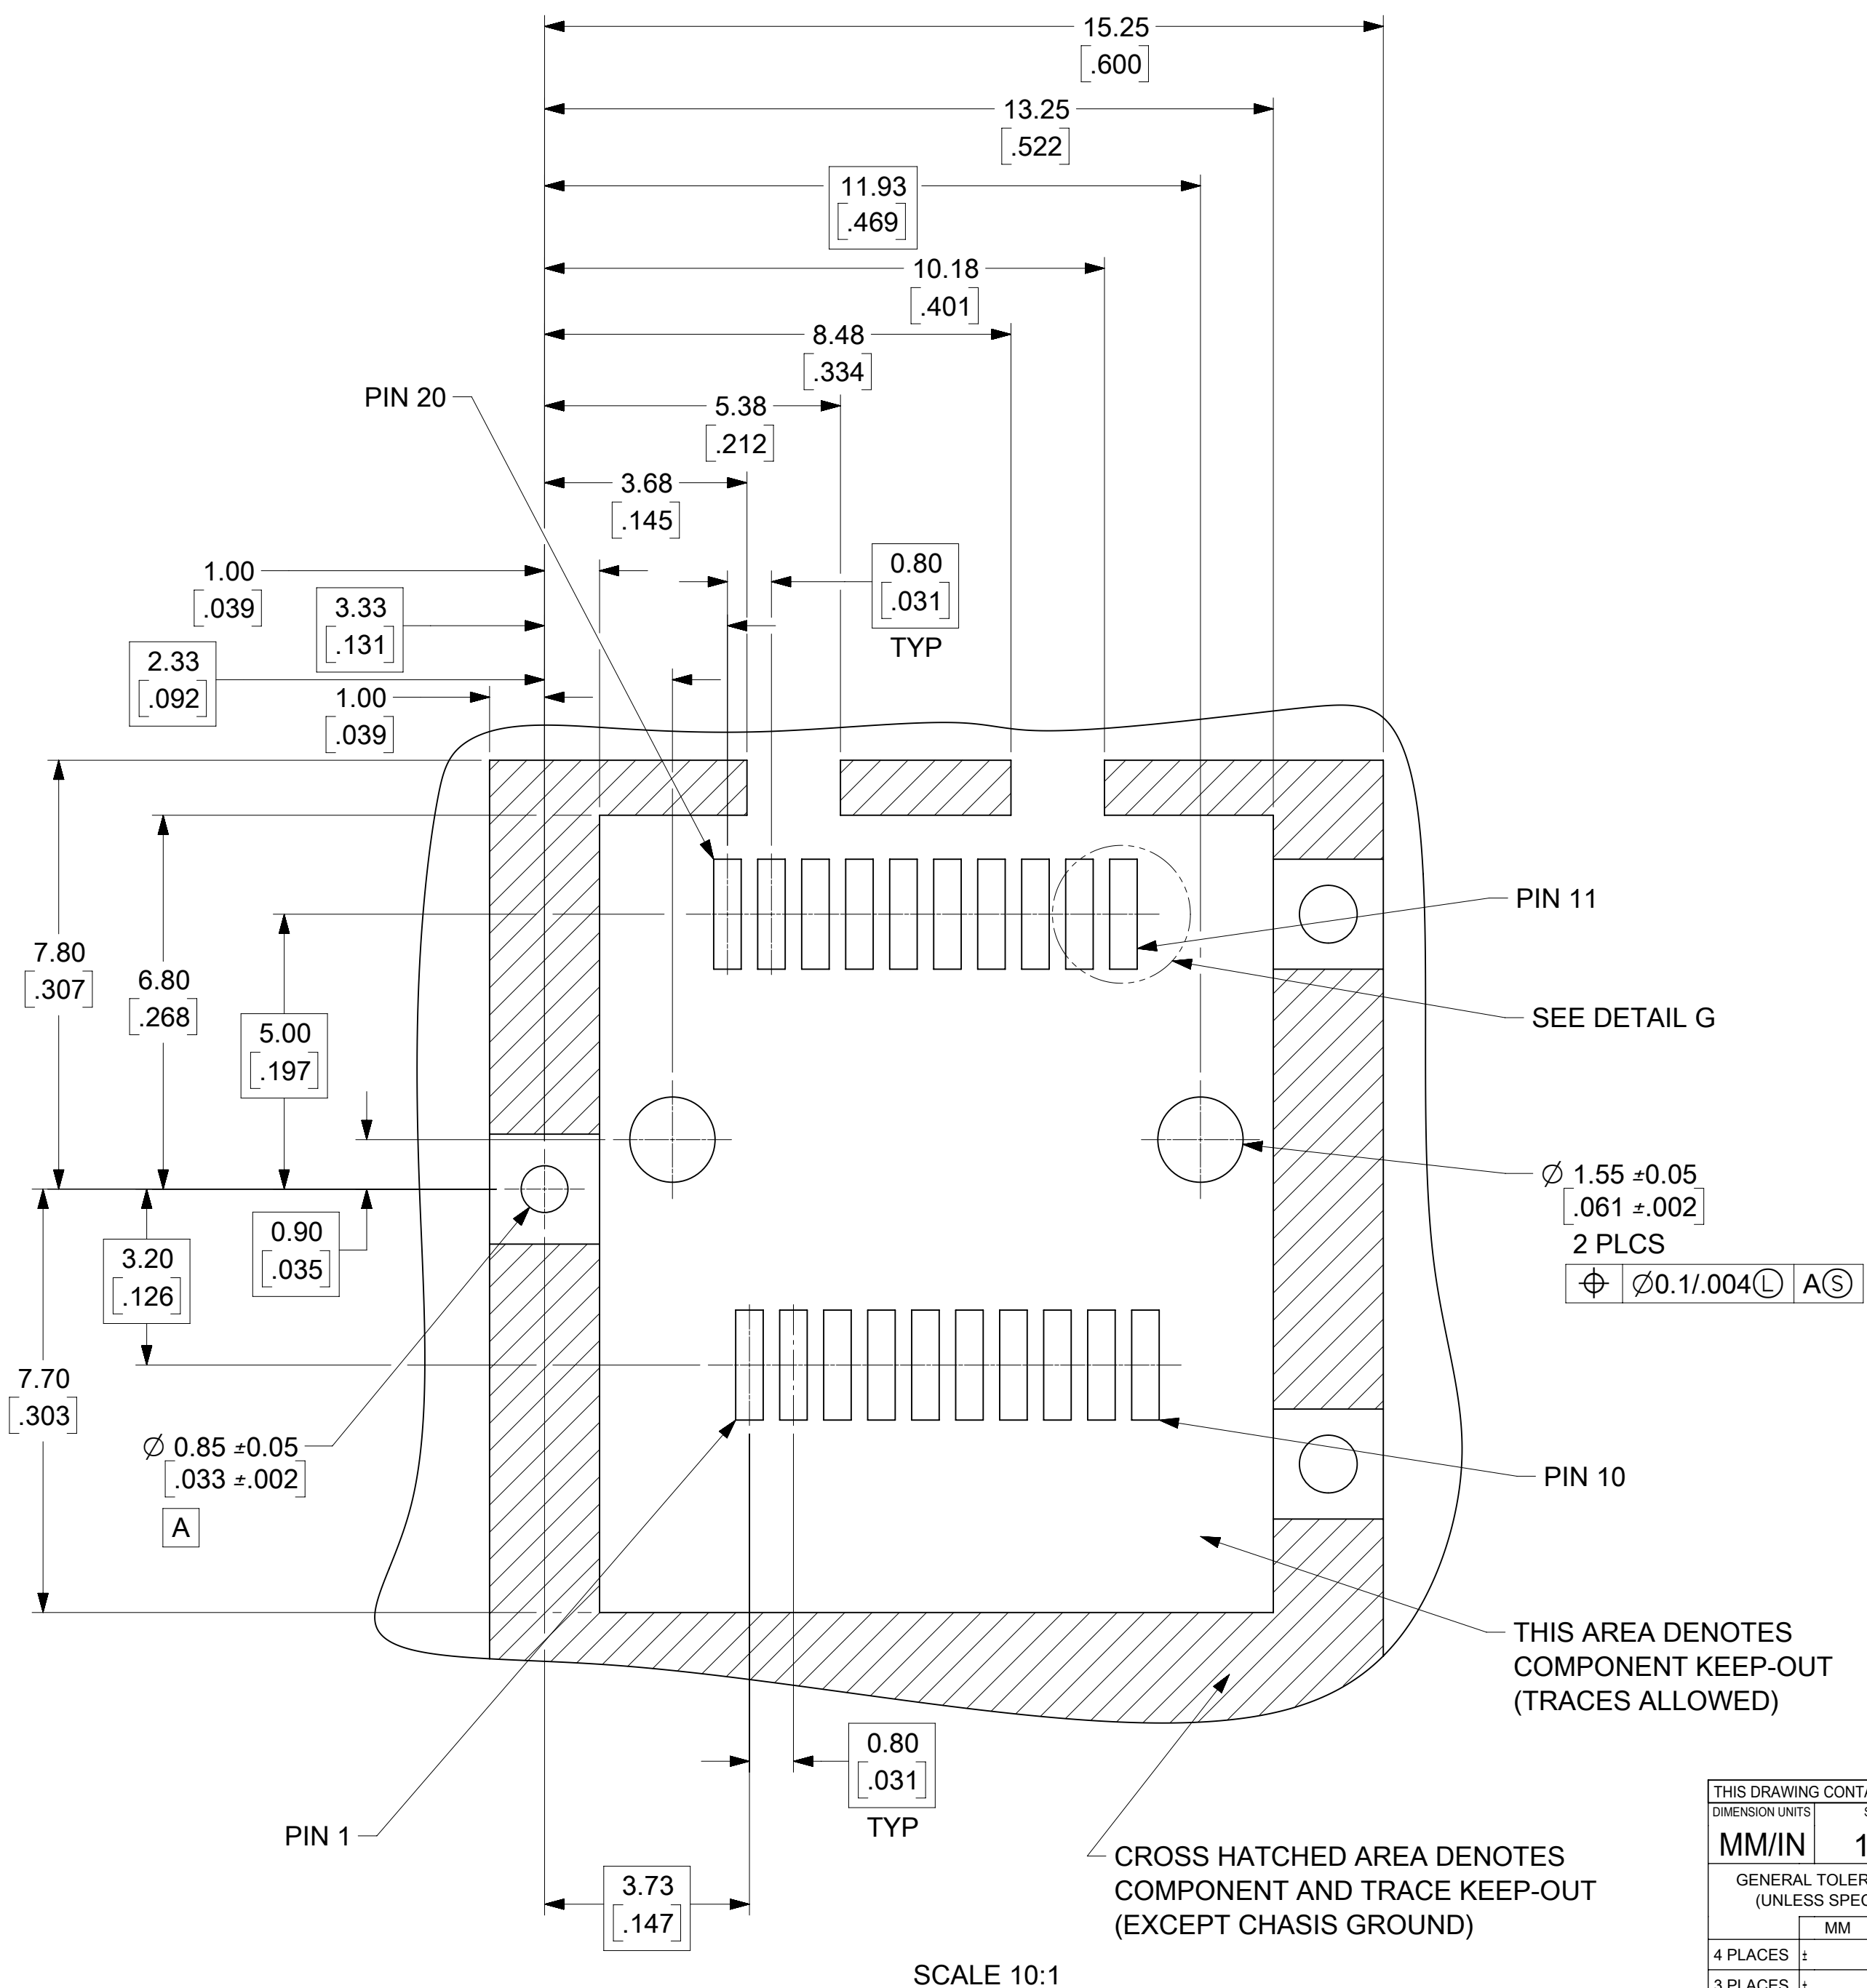 15.25
[.600]
13.25
[.522]
11.93
[.469]
10.18
[.401]
8.48
[.334]
PIN 20
5.38
[.212]
3.68
[.145]
1.00
[.039]
3.33
[.131]
0.80
[.031]
TYP
2.33
[.092]
1.00
[.039]
PIN 11
7.80
[.307]
6.80
[.268]
5.00
[.197]
SEE DETAIL G
Ø 1.55 ±0.05
[.061 ±.002]
2 PLCS
⌖ Ø0.1/.004Ⓛ AⓈ
0.90
[.035]
3.20
[.126]
7.70
[.303]
Ø 0.85 ±0.05
[.033 ±.002]
A
PIN 10
THIS AREA DENOTES
COMPONENT KEEP-OUT
(TRACES ALLOWED)
0.80
[.031]
TYP
PIN 1
CROSS HATCHED AREA DENOTES
COMPONENT AND TRACE KEEP-OUT
(EXCEPT CHASIS GROUND)
3.73
[.147]
SCALE 10:1
THIS DRAWING
DIMENSION UNITS
MM/IN 1
GENERAL
(UNLESS
MM
4 PLACES ±
3 PLACES ±